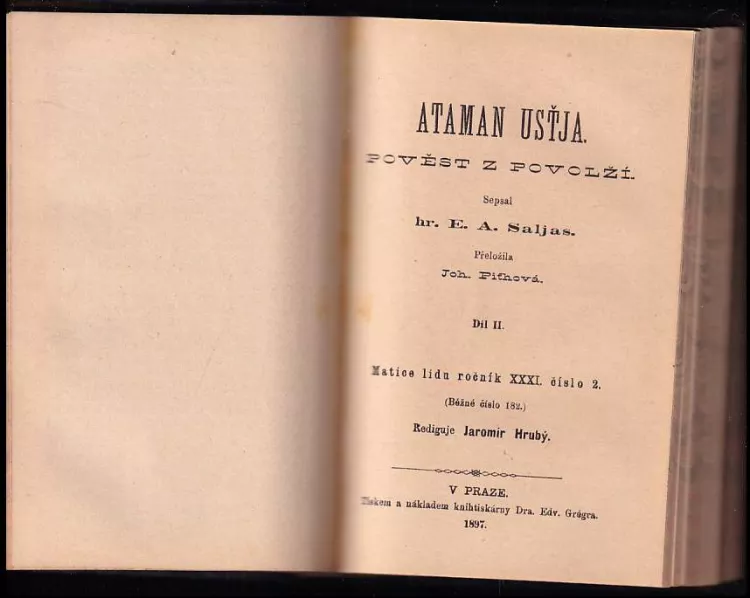 ATAMAN USŤJA.
POVĚST Z POVOLŽÍ.
Sepsal
hr. E. A. Saljas.
Přeložila
Joh. Piťhová.
Díl II.
Matice lidu ročník XXXI. číslo 2.
(Běžné číslo 182.)
Rediguje Jaromír Hrubý.
V PRAZE.
Tiskem a nákladem knihtiskárny Dra. Edv. Grégra.
1897.